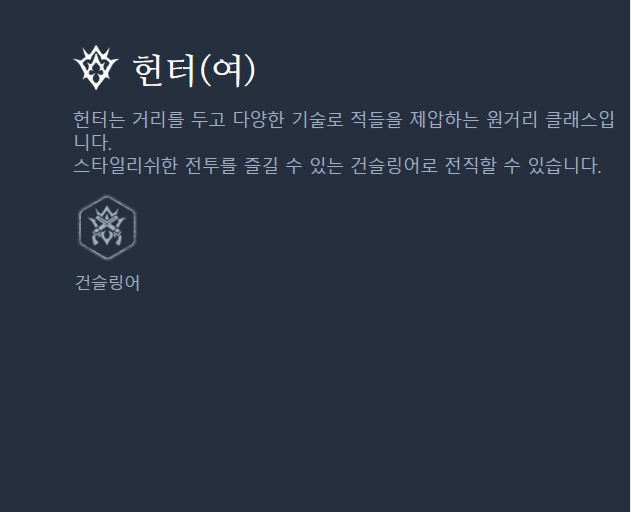 헌터(여)
헌터는 거리를 두고 다양한 기술로 적들을 제압하는 원거리 클래스입
니다.
스타일리쉬한 전투를 즐길 수 있는 건슬링어로 전직할 수 있습니다.
건슬링어